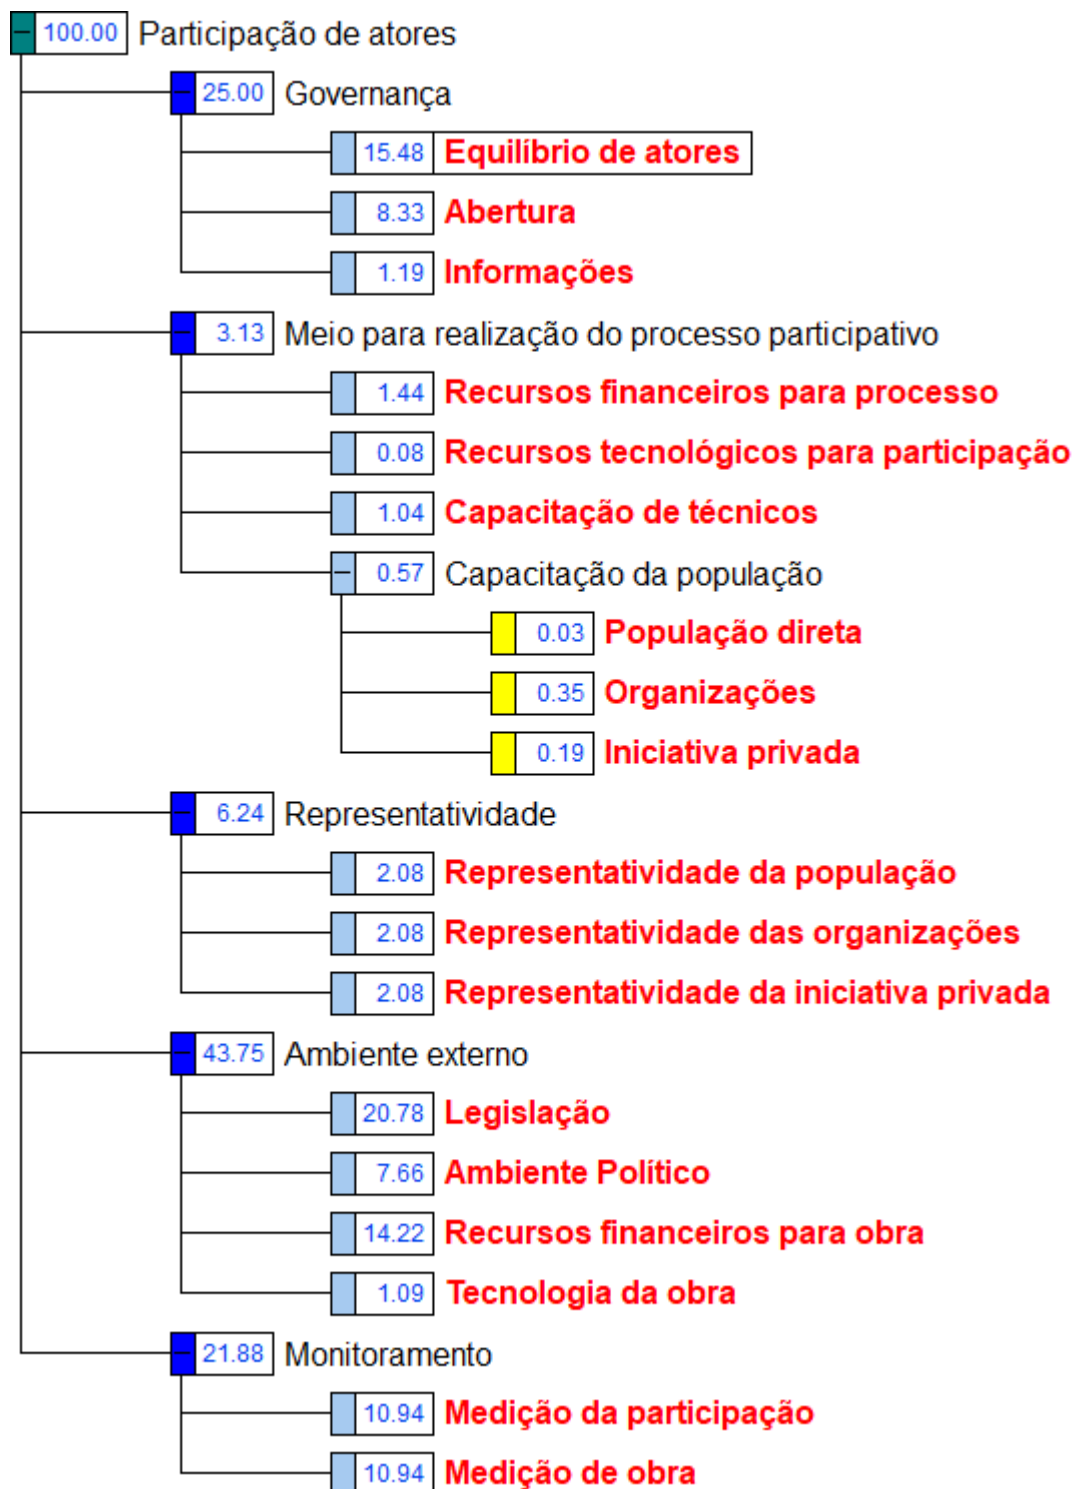 100.00 Participação de atores
25.00 Governança
15.48 Equilíbrio de atores
8.33 Abertura
1.19 Informações
3.13 Meio para realização do processo participativo
1.44 Recursos financeiros para processo
0.08 Recursos tecnológicos para participação
1.04 Capacitação de técnicos
0.57 Capacitação da população
0.03 População direta
0.35 Organizações
0.19 Iniciativa privada
6.24 Representatividade
2.08 Representatividade da população
2.08 Representatividade das organizações
2.08 Representatividade da iniciativa privada
43.75 Ambiente externo
20.78 Legislação
7.66 Ambiente Político
14.22 Recursos financeiros para obra
1.09 Tecnologia da obra
21.88 Monitoramento
10.94 Medição da participação
10.94 Medição de obra